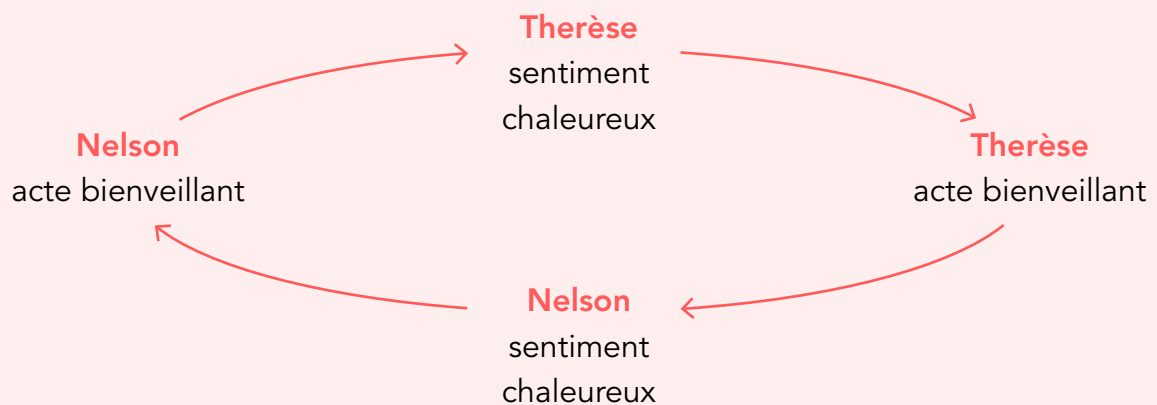 Therèse
sentiment
chaleureux
Nelson
acte bienveillant
Therèse
acte bienveillant
Nelson
sentiment
chaleureux